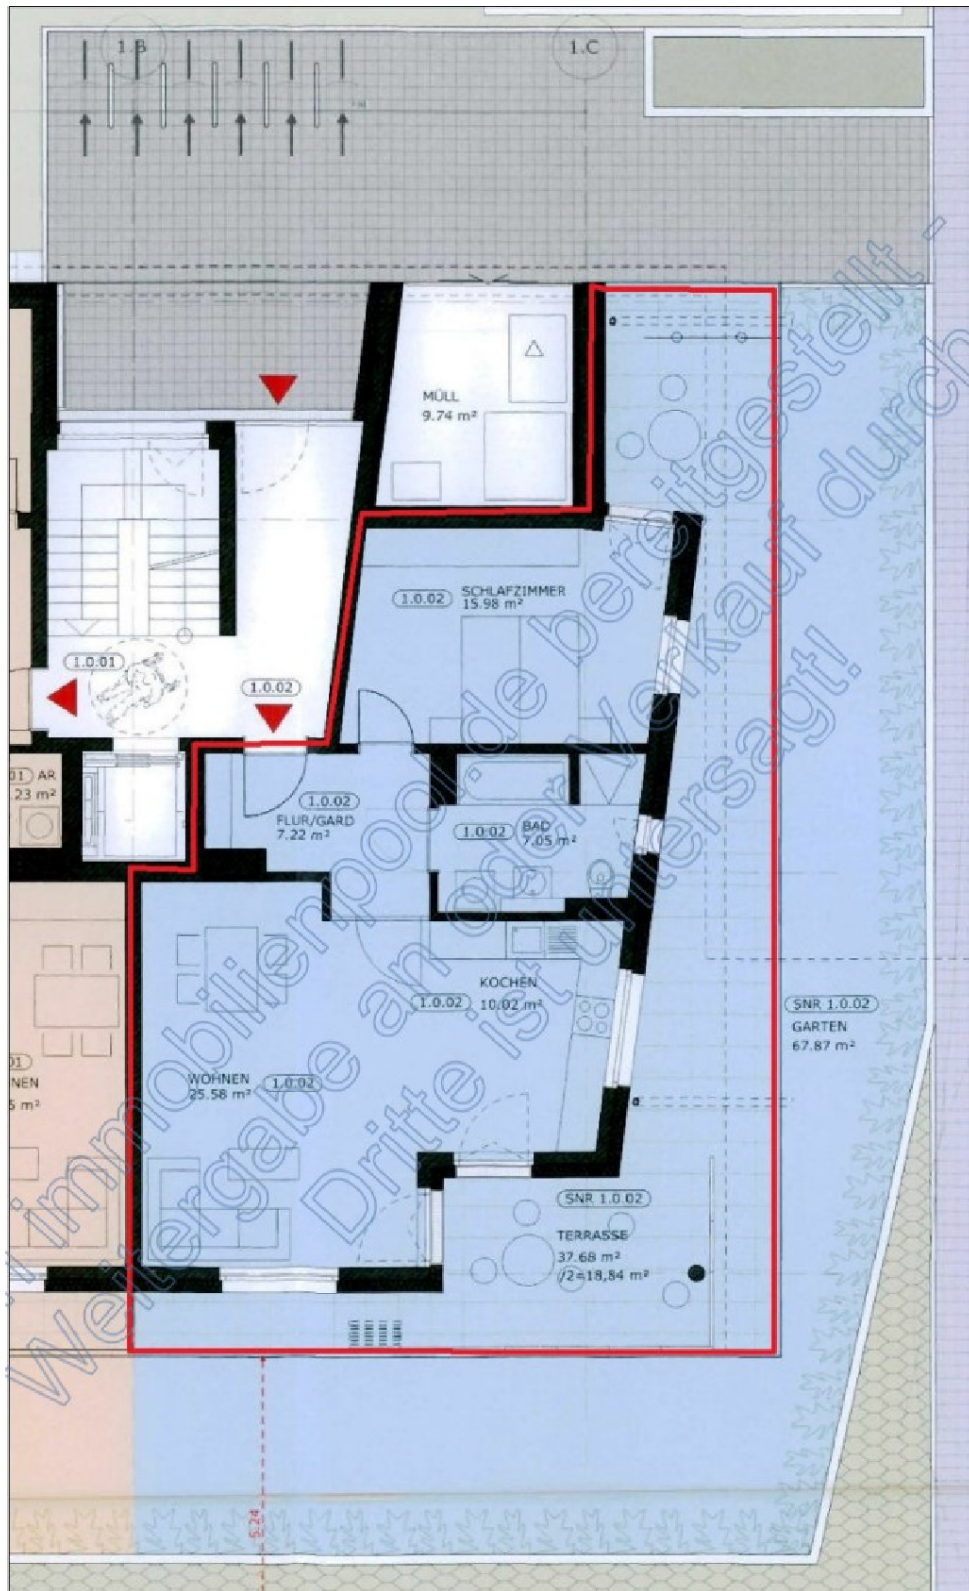 1.B
1.C
MÜLL
9.74 m²
1.0.02
SCHLAFZIMMER
15.98 m²
1.0.01
1.0.02
01 AR
.23 m²
1.0.02
FLUR/GARD
7.22 m²
1.0.02
BAD
7.05 m²
KOCHEN
1.0.02
10.02 m²
SNR 1.0.02
GARTEN
67.87 m²
01
NEN
5 m²
WOHNEN
1.0.02
25.58 m²
SNR 1.0.02
TERRASSE
37.68 m²
/2=18,84 m²
5.24
immobilienpool.de bereitgestellt -
Weitergabe an oder Verkauf durch
Dritte ist untersagt!